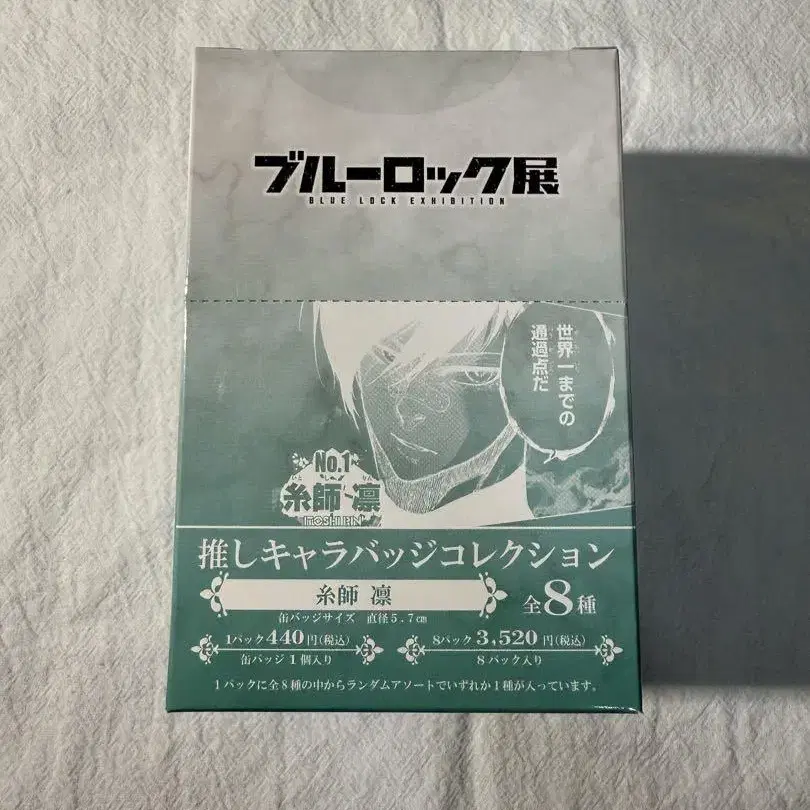 ブルーロック展
BLUE LOCK EXHIBITION
世界一までの
通過点だ
No.1
いとし りん
糸師 凛
ITOSHI RIN
推しキャラバッジコレクション
糸師 凛
全8種
缶バッジサイズ 直径5.7cm
1パック440円(税込)
缶バッジ1個入り
8パック3,520円(税込)
8パック入り
1パックに全8種の中からランダムアソートでいずれか1種が入っています。